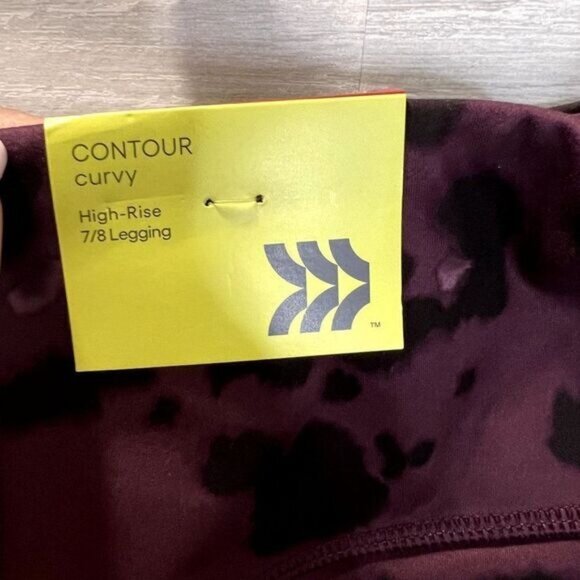 CONTOUR
curvy
High-Rise
7/8 Legging
TM